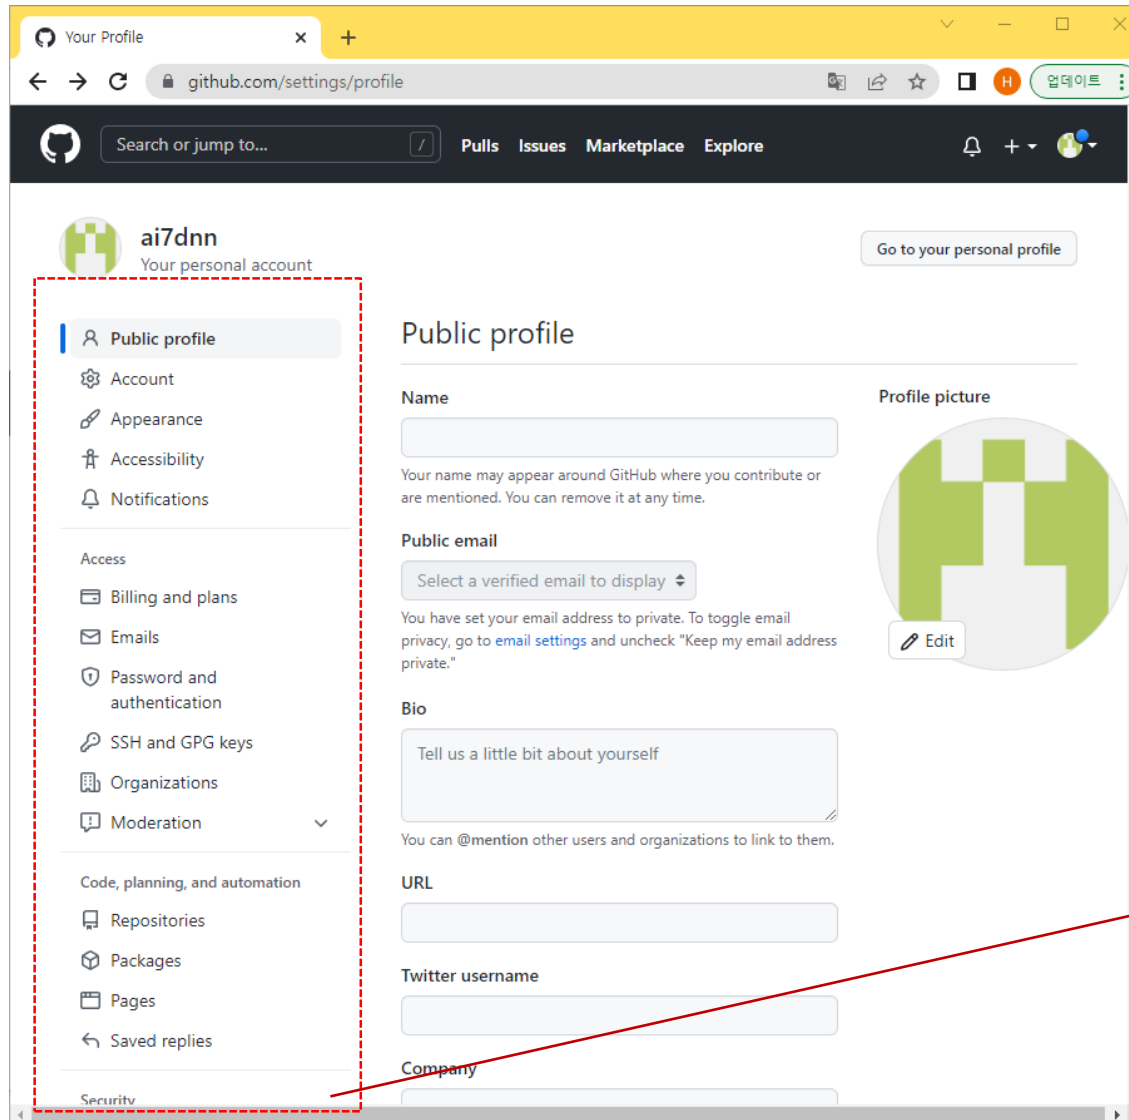 Your Profile
github.com/settings/profile
H
업데이트
Search or jump to...
/
Pulls Issues Marketplace Explore
ai7dnn
Your personal account
Go to your personal profile
Public profile
Account
Appearance
Accessibility
Notifications
Access
Billing and plans
Emails
Password and
authentication
SSH and GPG keys
Organizations
Moderation
Code, planning, and automation
Repositories
Packages
Pages
Saved replies
Security
Public profile
Name
Your name may appear around GitHub where you contribute or
are mentioned. You can remove it at any time.
Public email
Select a verified email to display
You have set your email address to private. To toggle email
privacy, go to email settings and uncheck "Keep my email address
private."
Bio
Tell us a little bit about yourself
You can @mention other users and organizations to link to them.
URL
Twitter username
Company
Profile picture
Edit